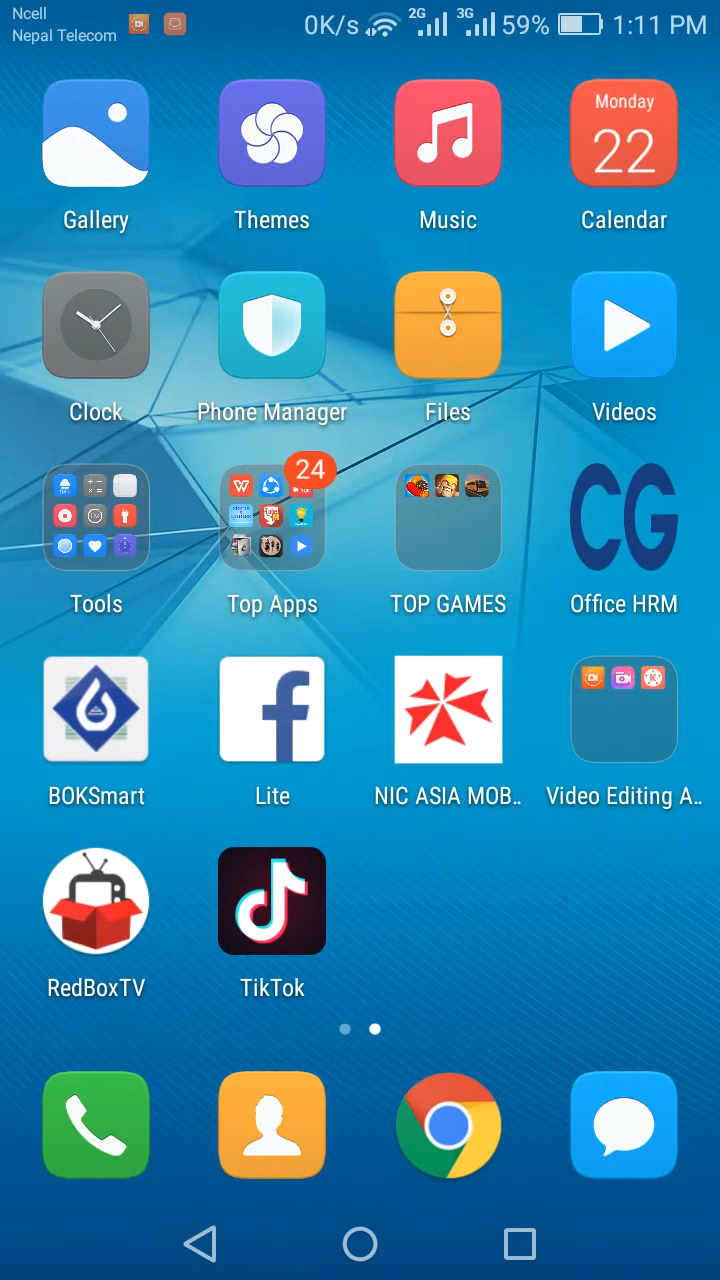 Ncell
Nepal Telecom
0K/s 2G 3G 59% 1:11 PM
Monday
22
Gallery Themes Music Calendar
Clock Phone Manager Files Videos
24
Tools Top Apps TOP GAMES Office HRM
CG
BOKSmart Lite NIC ASIA MOB.. Video Editing A..
RedBoxTV TikTok